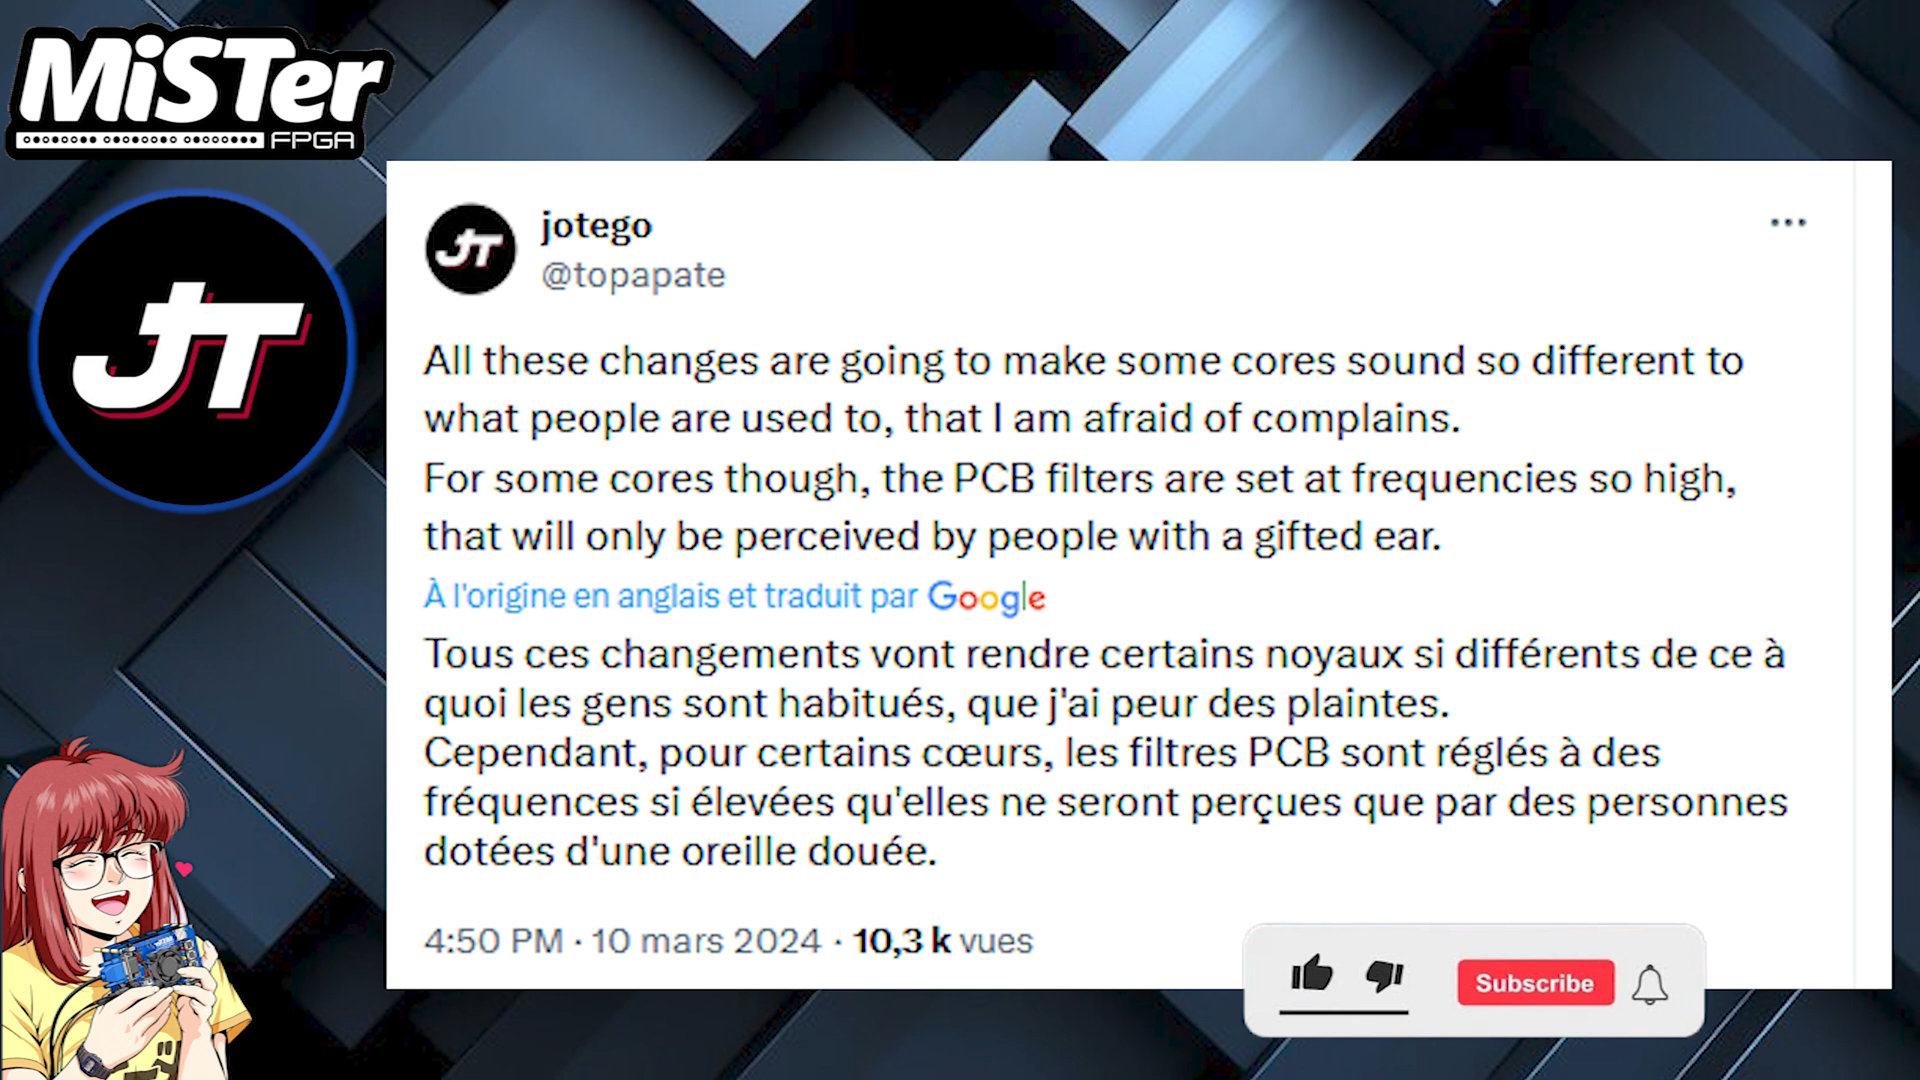 MiSTer
FPGA
JT
JT
jotego
@topapate
All these changes are going to make some cores sound so different to
what people are used to, that I am afraid of complains.
For some cores though, the PCB filters are set at frequencies so high,
that will only be perceived by people with a gifted ear.
À l'origine en anglais et traduit par Google
Tous ces changements vont rendre certains noyaux si différents de ce à
quoi les gens sont habitués, que j'ai peur des plaintes.
Cependant, pour certains cœurs, les filtres PCB sont réglés à des
fréquences si élevées qu'elles ne seront perçues que par des personnes
dotées d'une oreille douée.
4:50 PM · 10 mars 2024 · 10,3 k vues
Subscribe